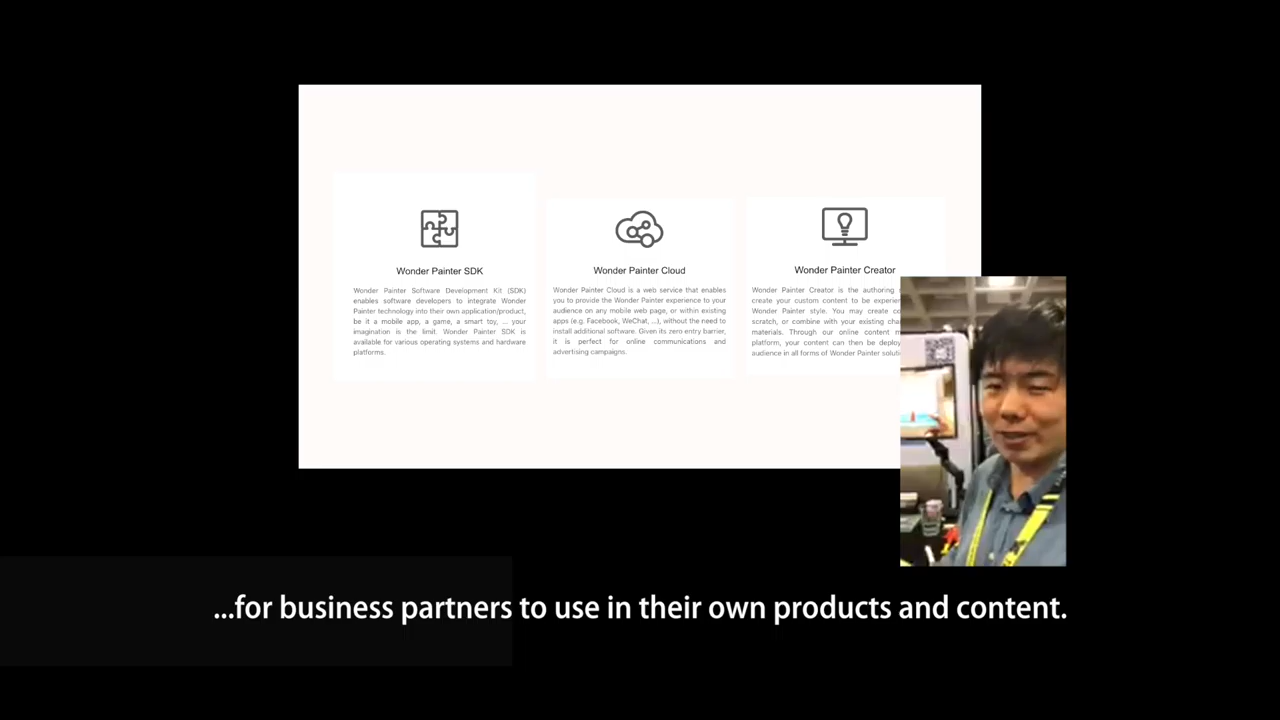 Wonder Painter SDK
Wonder Painter Software Development Kit (SDK)
enables software developers to integrate Wonder
Painter technology into their own application/product,
be it a mobile app, a game, a smart toy, ... your
imagination is the limit. Wonder Painter SDK is
available for various operating systems and hardware
platforms.
Wonder Painter Cloud
Wonder Painter Cloud is a web service that enables
you to provide the Wonder Painter experience to your
audience on any mobile web page, or within existing
apps (e.g. Facebook, WeChat, ...), without the need to
install additional software. Given its zero entry barrier,
it is perfect for online communications and
advertising campaigns.
Wonder Painter Creator
Wonder Painter Creator is the authoring
create your custom content to be
Wonder Painter style. You may create
scratch, or combine with your existing
materials. Through our online content
platform, your content can then be
audience in all forms of Wonder Painter
...for business partners to use in their own products and content.